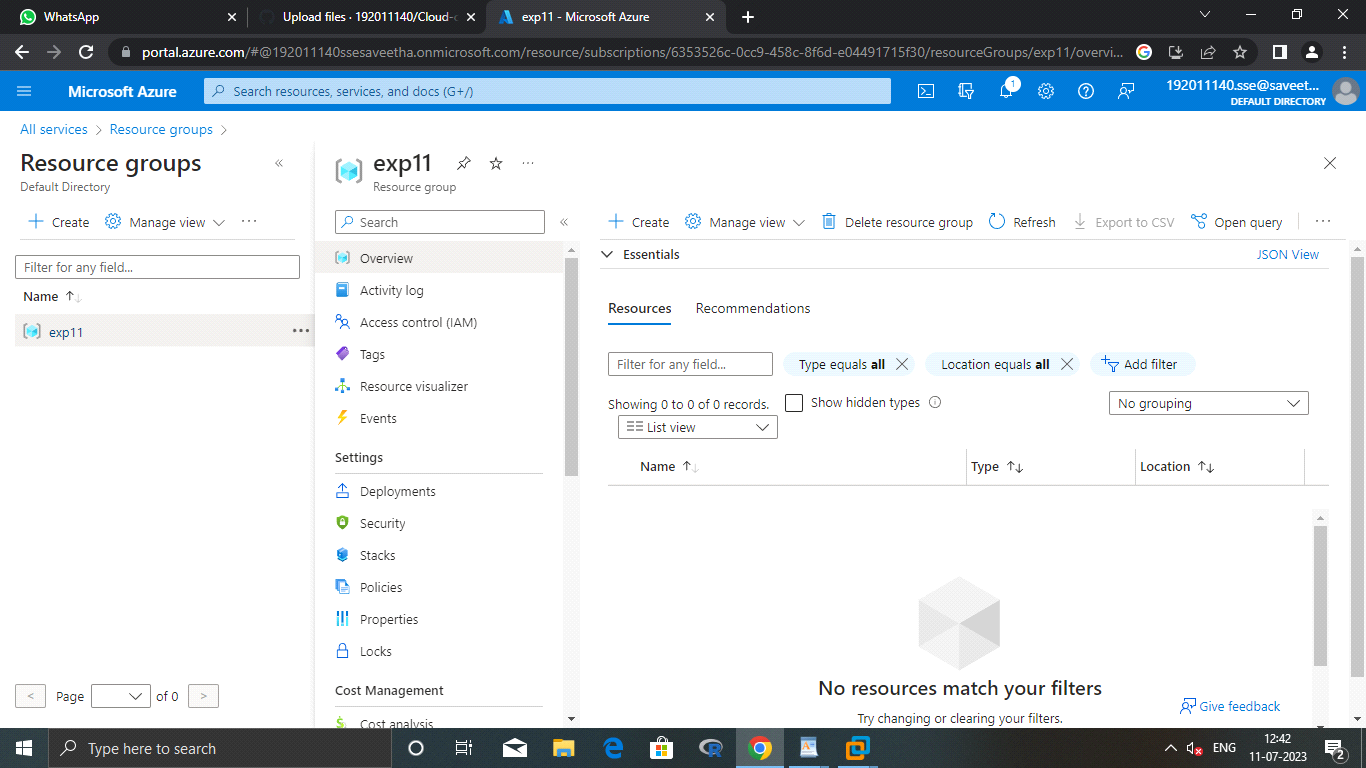 WhatsApp
Upload files · 192011140/Cloud-c
exp11 - Microsoft Azure
portal.azure.com/#@192011140ssesaveetha.onmicrosoft.com/resource/subscriptions/6353526c-0cc9-458c-8f6d-e04491715f30/resourceGroups/exp11/overvi...
Microsoft Azure
Search resources, services, and docs (G+/)
1
192011140.sse@saveet...
DEFAULT DIRECTORY
All services > Resource groups >
Resource groups
Default Directory
Create
Manage view
...
Filter for any field...
Name
exp11
...
< Page
of 0 >
exp11
...
Resource group
Search
«
Overview
Activity log
Access control (IAM)
Tags
Resource visualizer
Events
Settings
Deployments
Security
Stacks
Policies
Properties
Locks
Cost Management
Cost analysis
Create
Manage view
Delete resource group
Refresh
Export to CSV
Open query
...
Essentials
JSON View
Resources
Recommendations
Filter for any field...
Type equals all
Location equals all
Add filter
Showing 0 to 0 of 0 records.
Show hidden types
No grouping
List view
Name
Type
Location
No resources match your filters
Try changing or clearing your filters.
Give feedback
Type here to search
ENG
12:42
11-07-2023
2